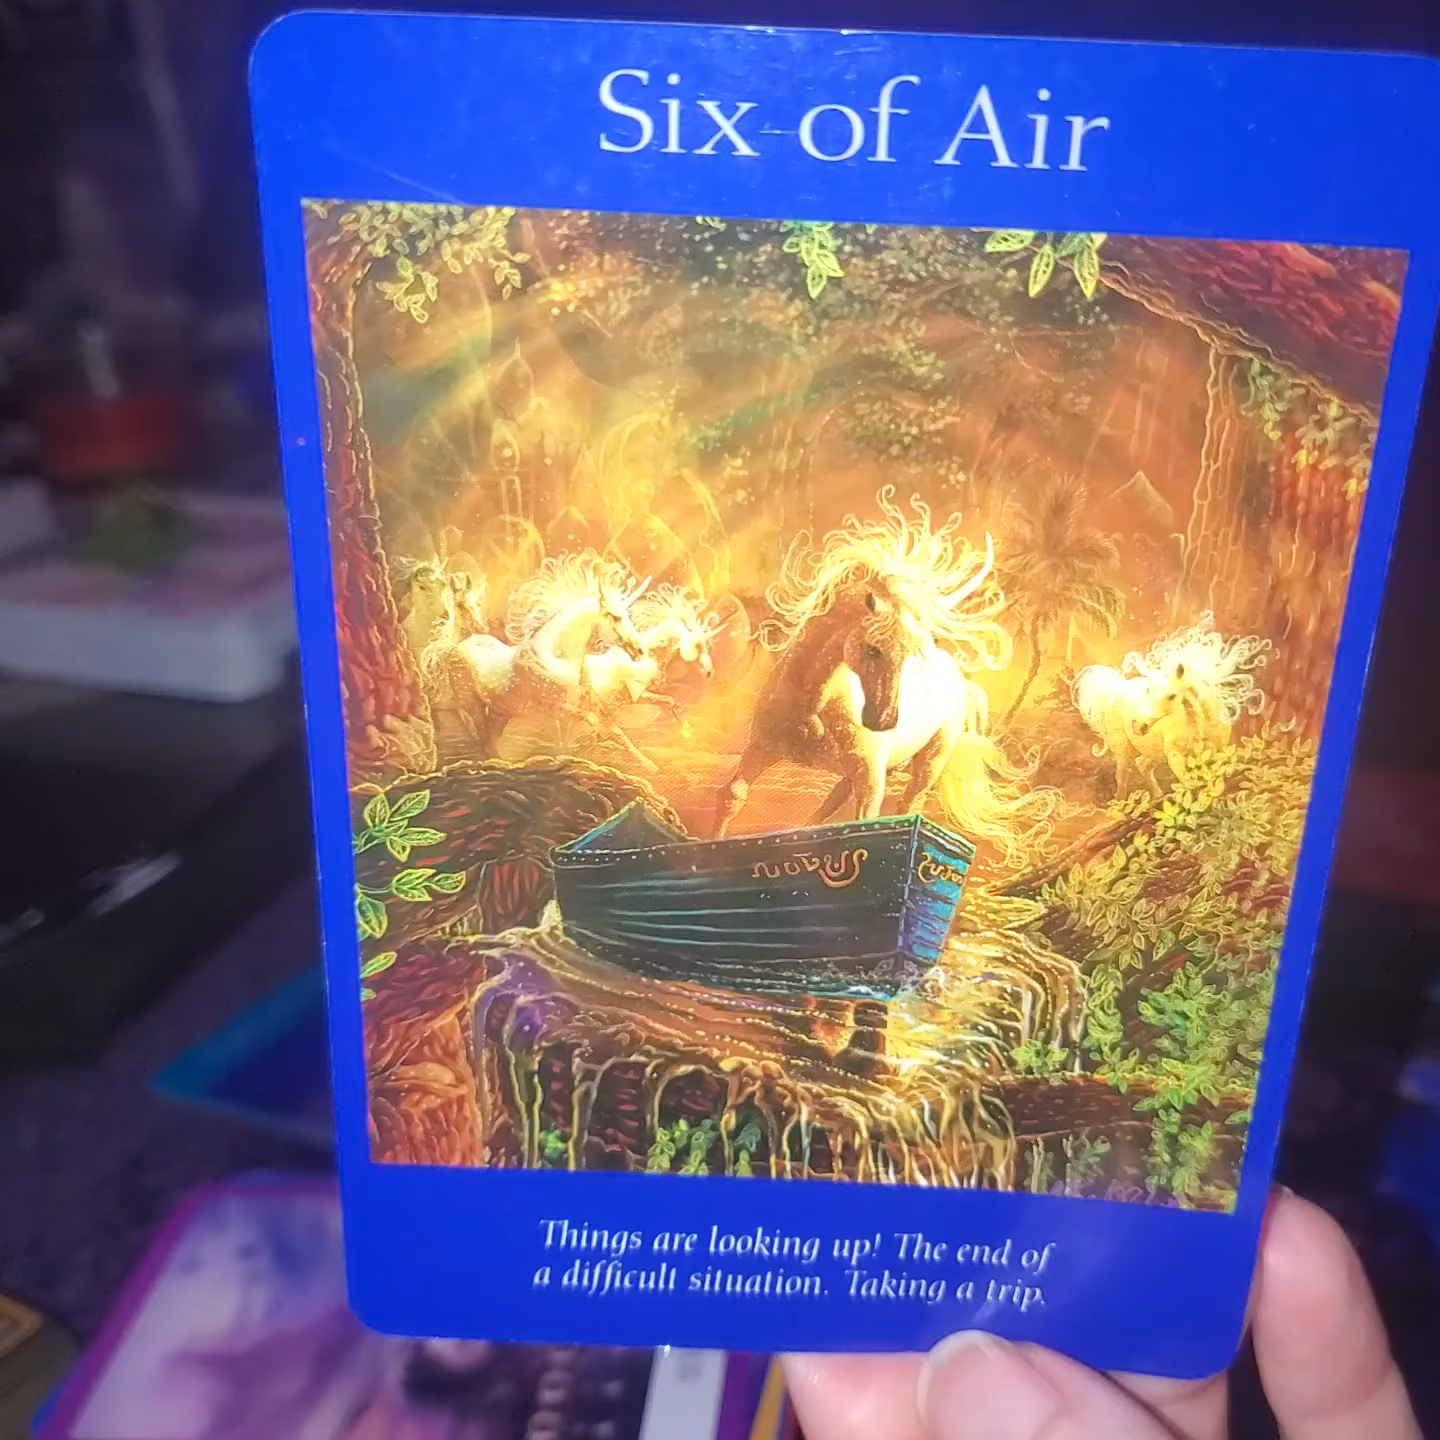 Six of Air
Things are looking up! The end of
a difficult situation. Taking a trip.